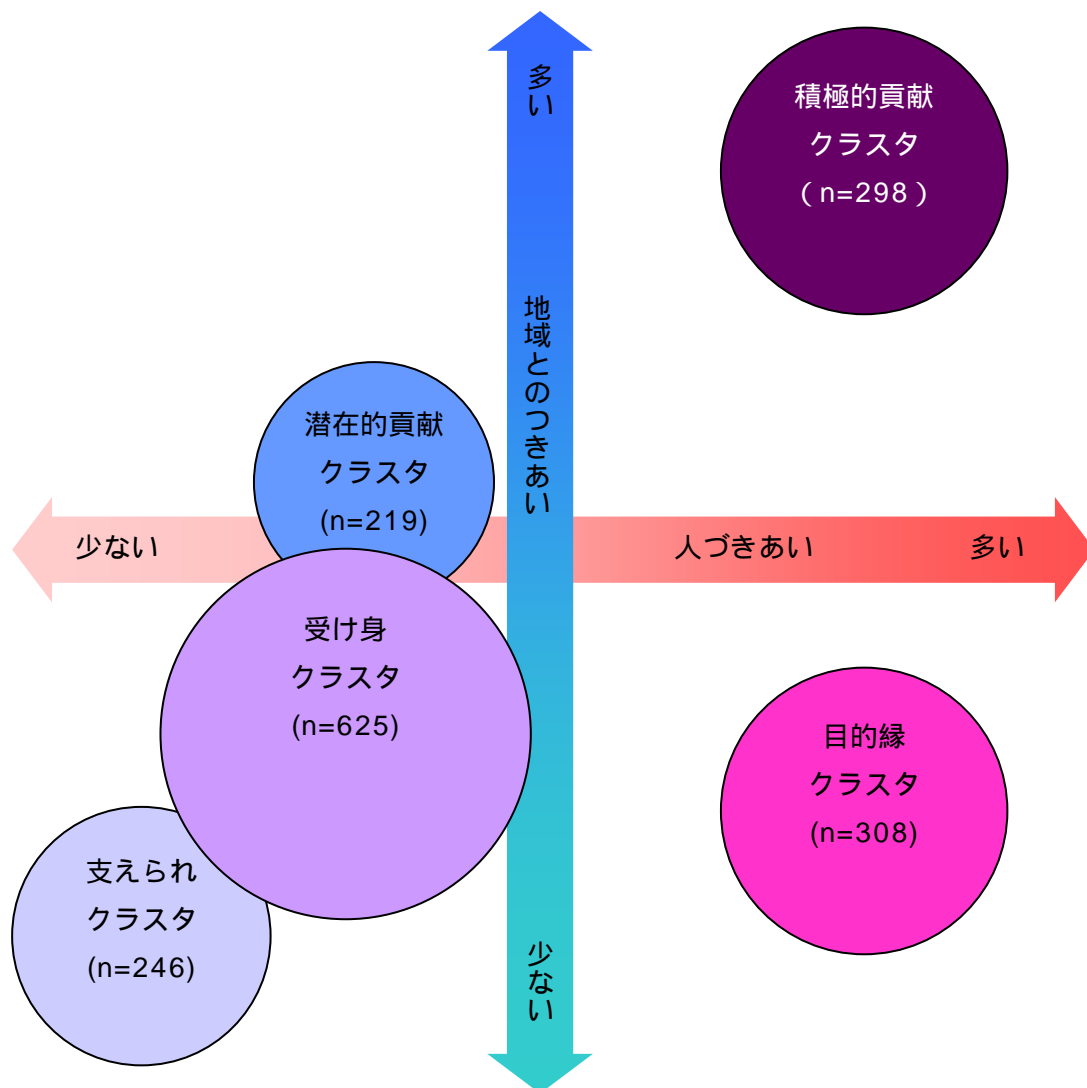 多い
積極的貢献
クラスタ
（n=298）
地域とのつきあい
潜在的貢献
クラスタ
(n=219)
少ない
人づきあい
多い
受け身
クラスタ
(n=625)
目的縁
クラスタ
(n=308)
支えられ
クラスタ
(n=246)
少ない